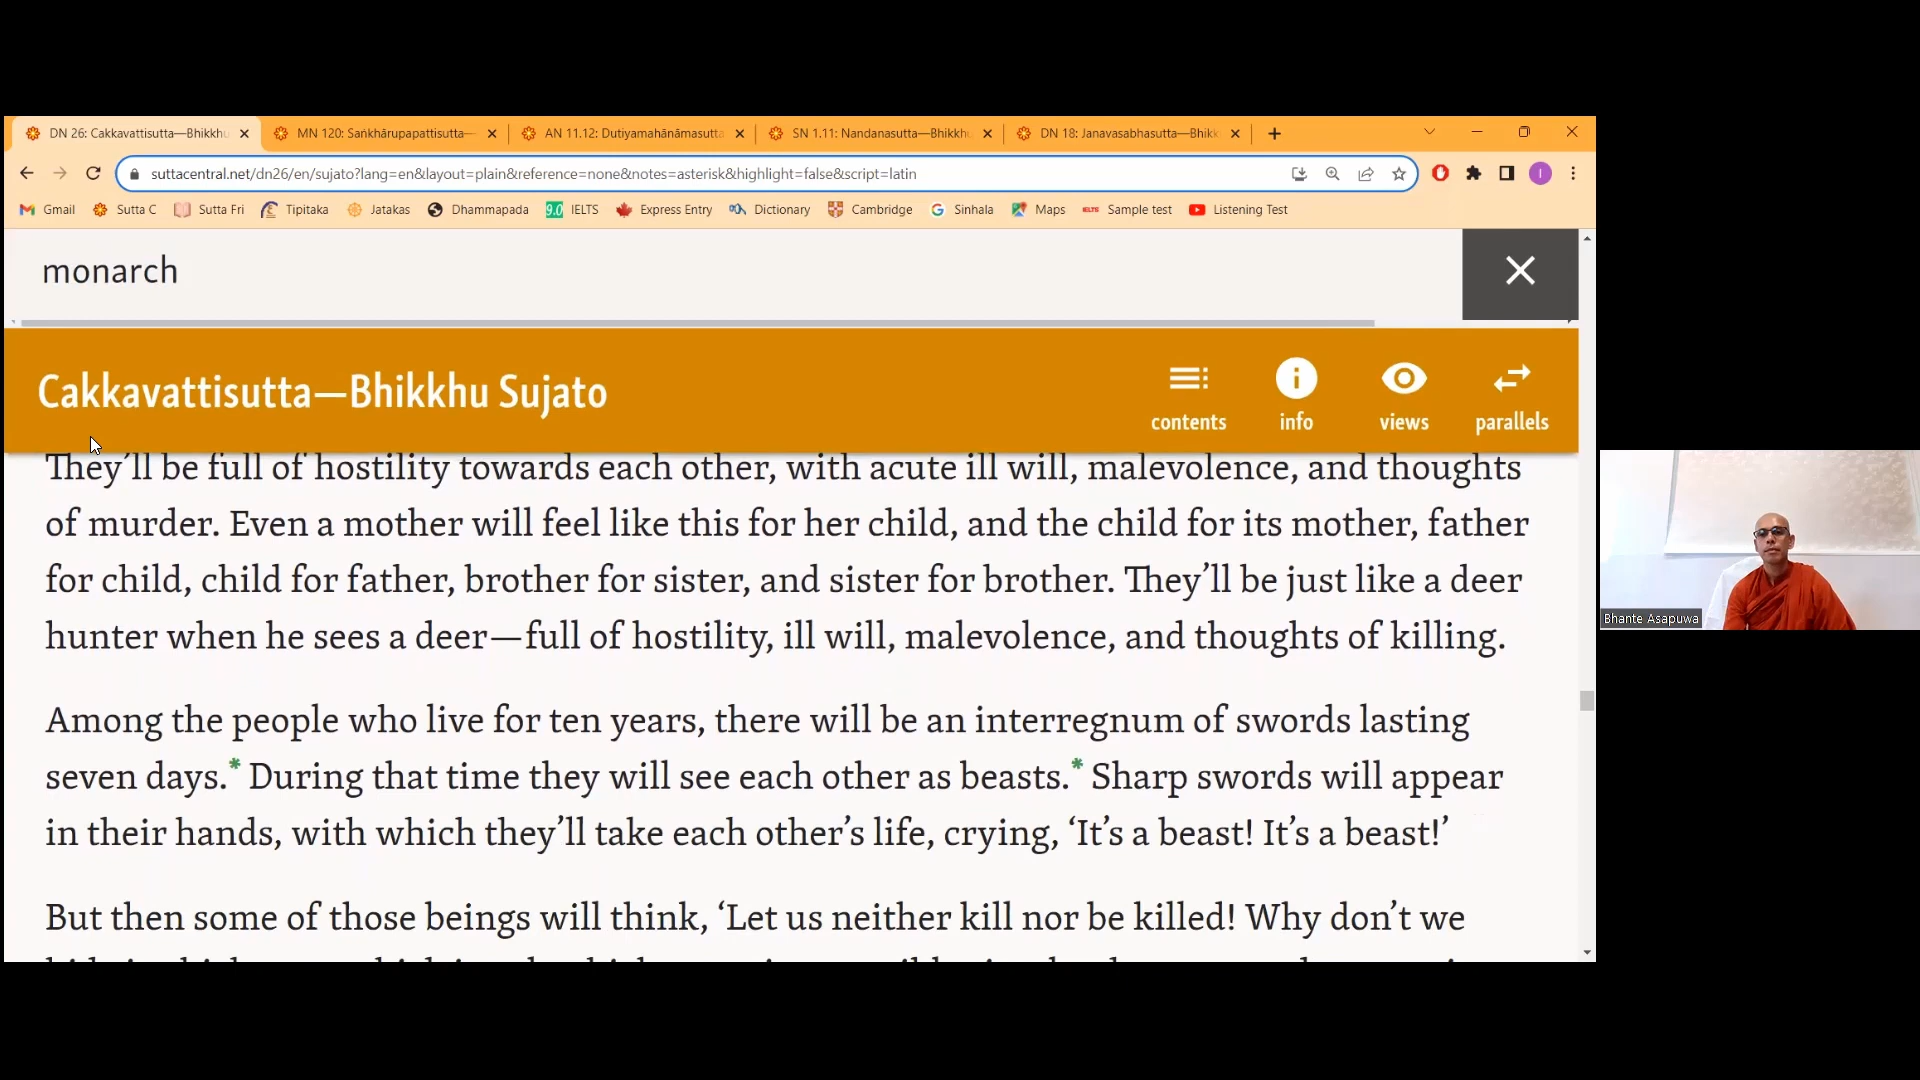 DN 26: Cakkavattisutta—Bhikkhu
MN 120: Saṅkhārupapattisutta—
AN 11.12: Dutiyamahānāmasutta
SN 1.11: Nandanasutta—Bhikkhu
DN 18: Janavasabhasutta—Bhikk
suttacentral.net/dn26/en/sujato?lang=en&layout=plain&reference=none&notes=asterisk&highlight=false&script=latin
I
Gmail Sutta C Sutta Fri Tipitaka Jatakas Dhammapada 9.0 IELTS Express Entry Dictionary Cambridge G Sinhala Maps IELTS Sample test Listening Test
monarch
Cakkavattisutta—Bhikkhu Sujato
contents info views parallels
They’ll be full of hostility towards each other, with acute ill will, malevolence, and thoughts
of murder. Even a mother will feel like this for her child, and the child for its mother, father
for child, child for father, brother for sister, and sister for brother. They’ll be just like a deer
hunter when he sees a deer—full of hostility, ill will, malevolence, and thoughts of killing.
Among the people who live for ten years, there will be an interregnum of swords lasting
seven days.* During that time they will see each other as beasts.* Sharp swords will appear
in their hands, with which they’ll take each other’s life, crying, ‘It’s a beast! It’s a beast!’
But then some of those beings will think, ‘Let us neither kill nor be killed! Why don’t we
Bhante Asapuwa